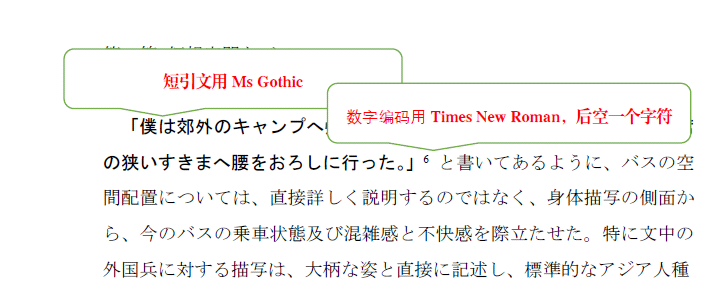 短引文用 Ms Gothic
数字编码用 Times New Roman，后空一个字符
「僕は郊外のキャンプへ
の狭いすきまへ腰をおろしに行った。」6 と書いてあるように、バスの空
間配置については、直接詳しく説明するのではなく、身体描写の側面か
ら、今のバスの乗車状態及び混雑感と不快感を際立たせた。特に文中の
外国兵に対する描写は、大柄な姿と直接に記述し、標準的なアジア人種